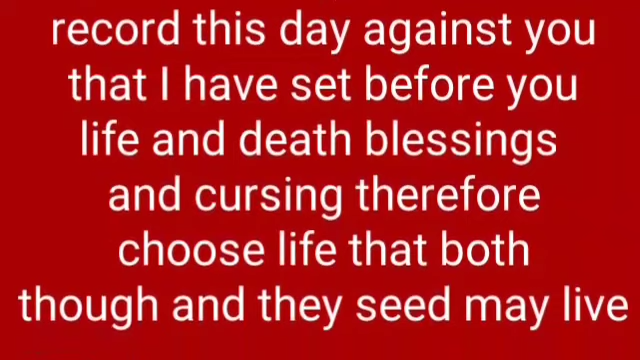 record this day against you
that I have set before you
life and death blessings
and cursing therefore
choose life that both
though and they seed may live